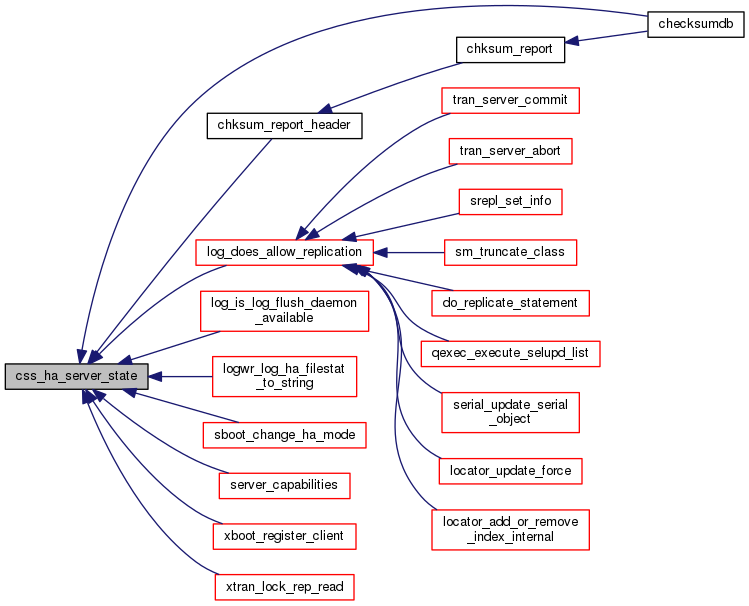 checksumdb
chksum_report
tran_server_commit
chksum_report_header
tran_server_abort
srepl_set_info
log_does_allow_replication
sm_truncate_class
do_replicate_statement
log_is_log_flush_daemon
_available
qexec_execute_selupd_list
css_ha_server_state
logwr_log_ha_filestat
_to_string
serial_update_serial
_object
sboot_change_ha_mode
locator_update_force
server_capabilities
locator_add_or_remove
_index_internal
xboot_register_client
xtran_lock_rep_read